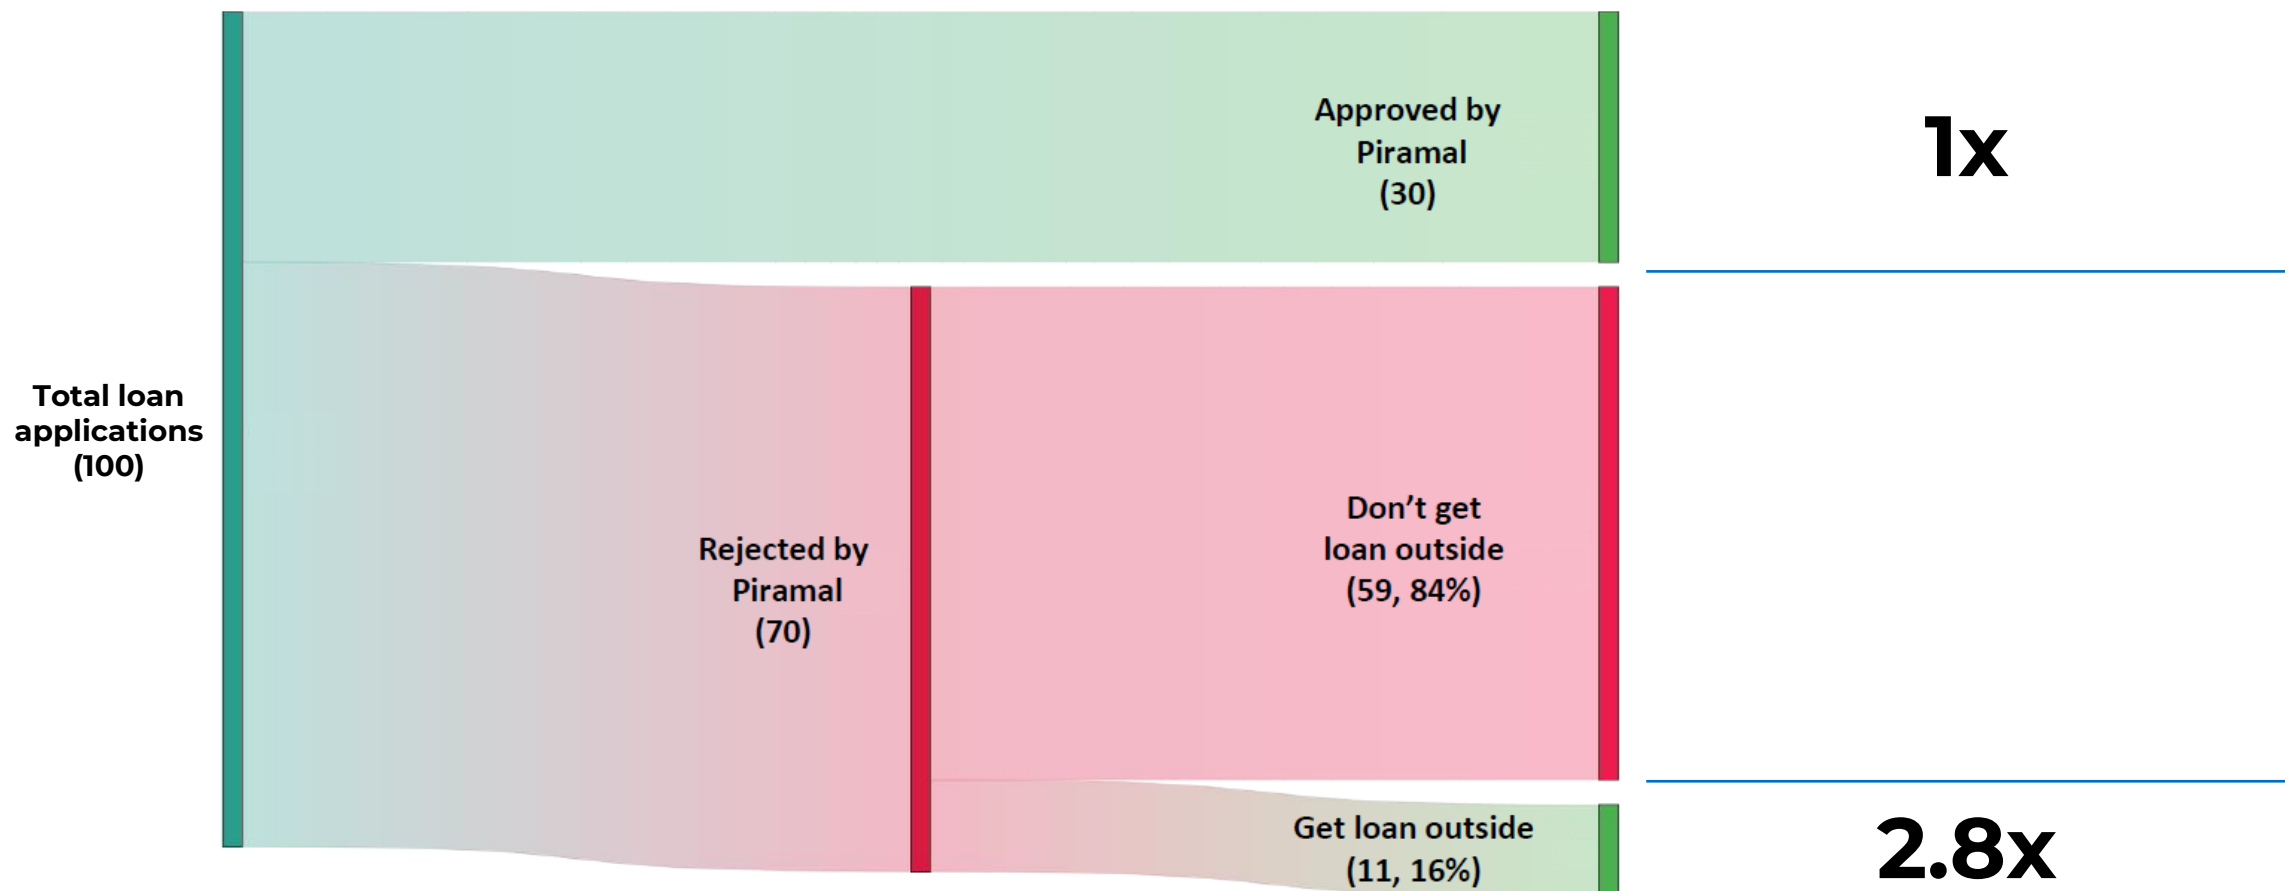 Approved by
Piramal
(30)
1x
Total loan
applications
(100)
Rejected by
Piramal
(70)
Don’t get
loan outside
(59, 84%)
Get loan outside
(11, 16%)
2.8x